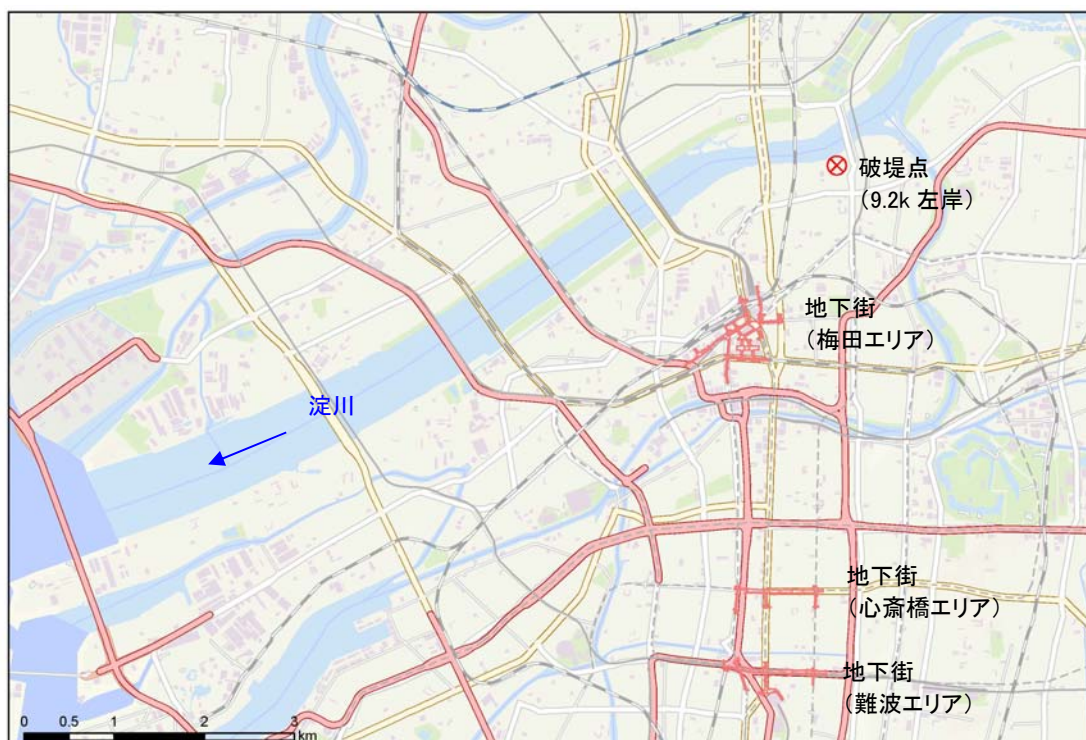 破堤点
（9.2k 左岸）
地下街
（梅田エリア）
淀川
地下街
（心斎橋エリア）
地下街
（難波エリア）
0 0.5 1 2 3
km